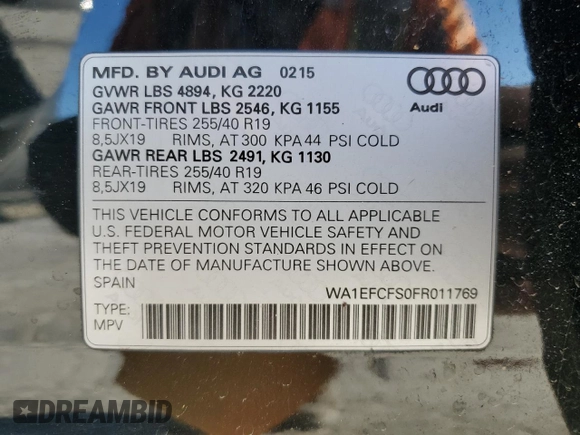 MFD. BY AUDI AG 0215
GVWR LBS 4894, KG 2220
GAWR FRONT LBS 2546, KG 1155
FRONT-TIRES 255/40 R19
8,5JX19 RIMS, AT 300 KPA 44 PSI COLD
GAWR REAR LBS 2491, KG 1130
REAR-TIRES 255/40 R19
8,5JX19 RIMS, AT 320 KPA 46 PSI COLD
Audi
THIS VEHICLE CONFORMS TO ALL APPLICABLE
U.S. FEDERAL MOTOR VEHICLE SAFETY AND
THEFT PREVENTION STANDARDS IN EFFECT ON
THE DATE OF MANUFACTURE SHOWN ABOVE.
SPAIN
WA1EFCFS0FR011769
TYPE:
MPV
DREAMBID